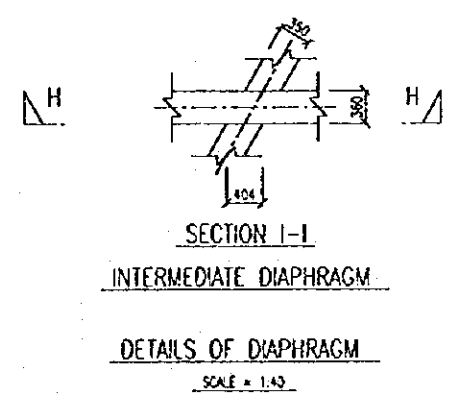 350
H
360
H
404
SECTION I-I
INTERMEDIATE DIAPHRAGM
DETAILS OF DIAPHRAGM
SCALE = 1:40